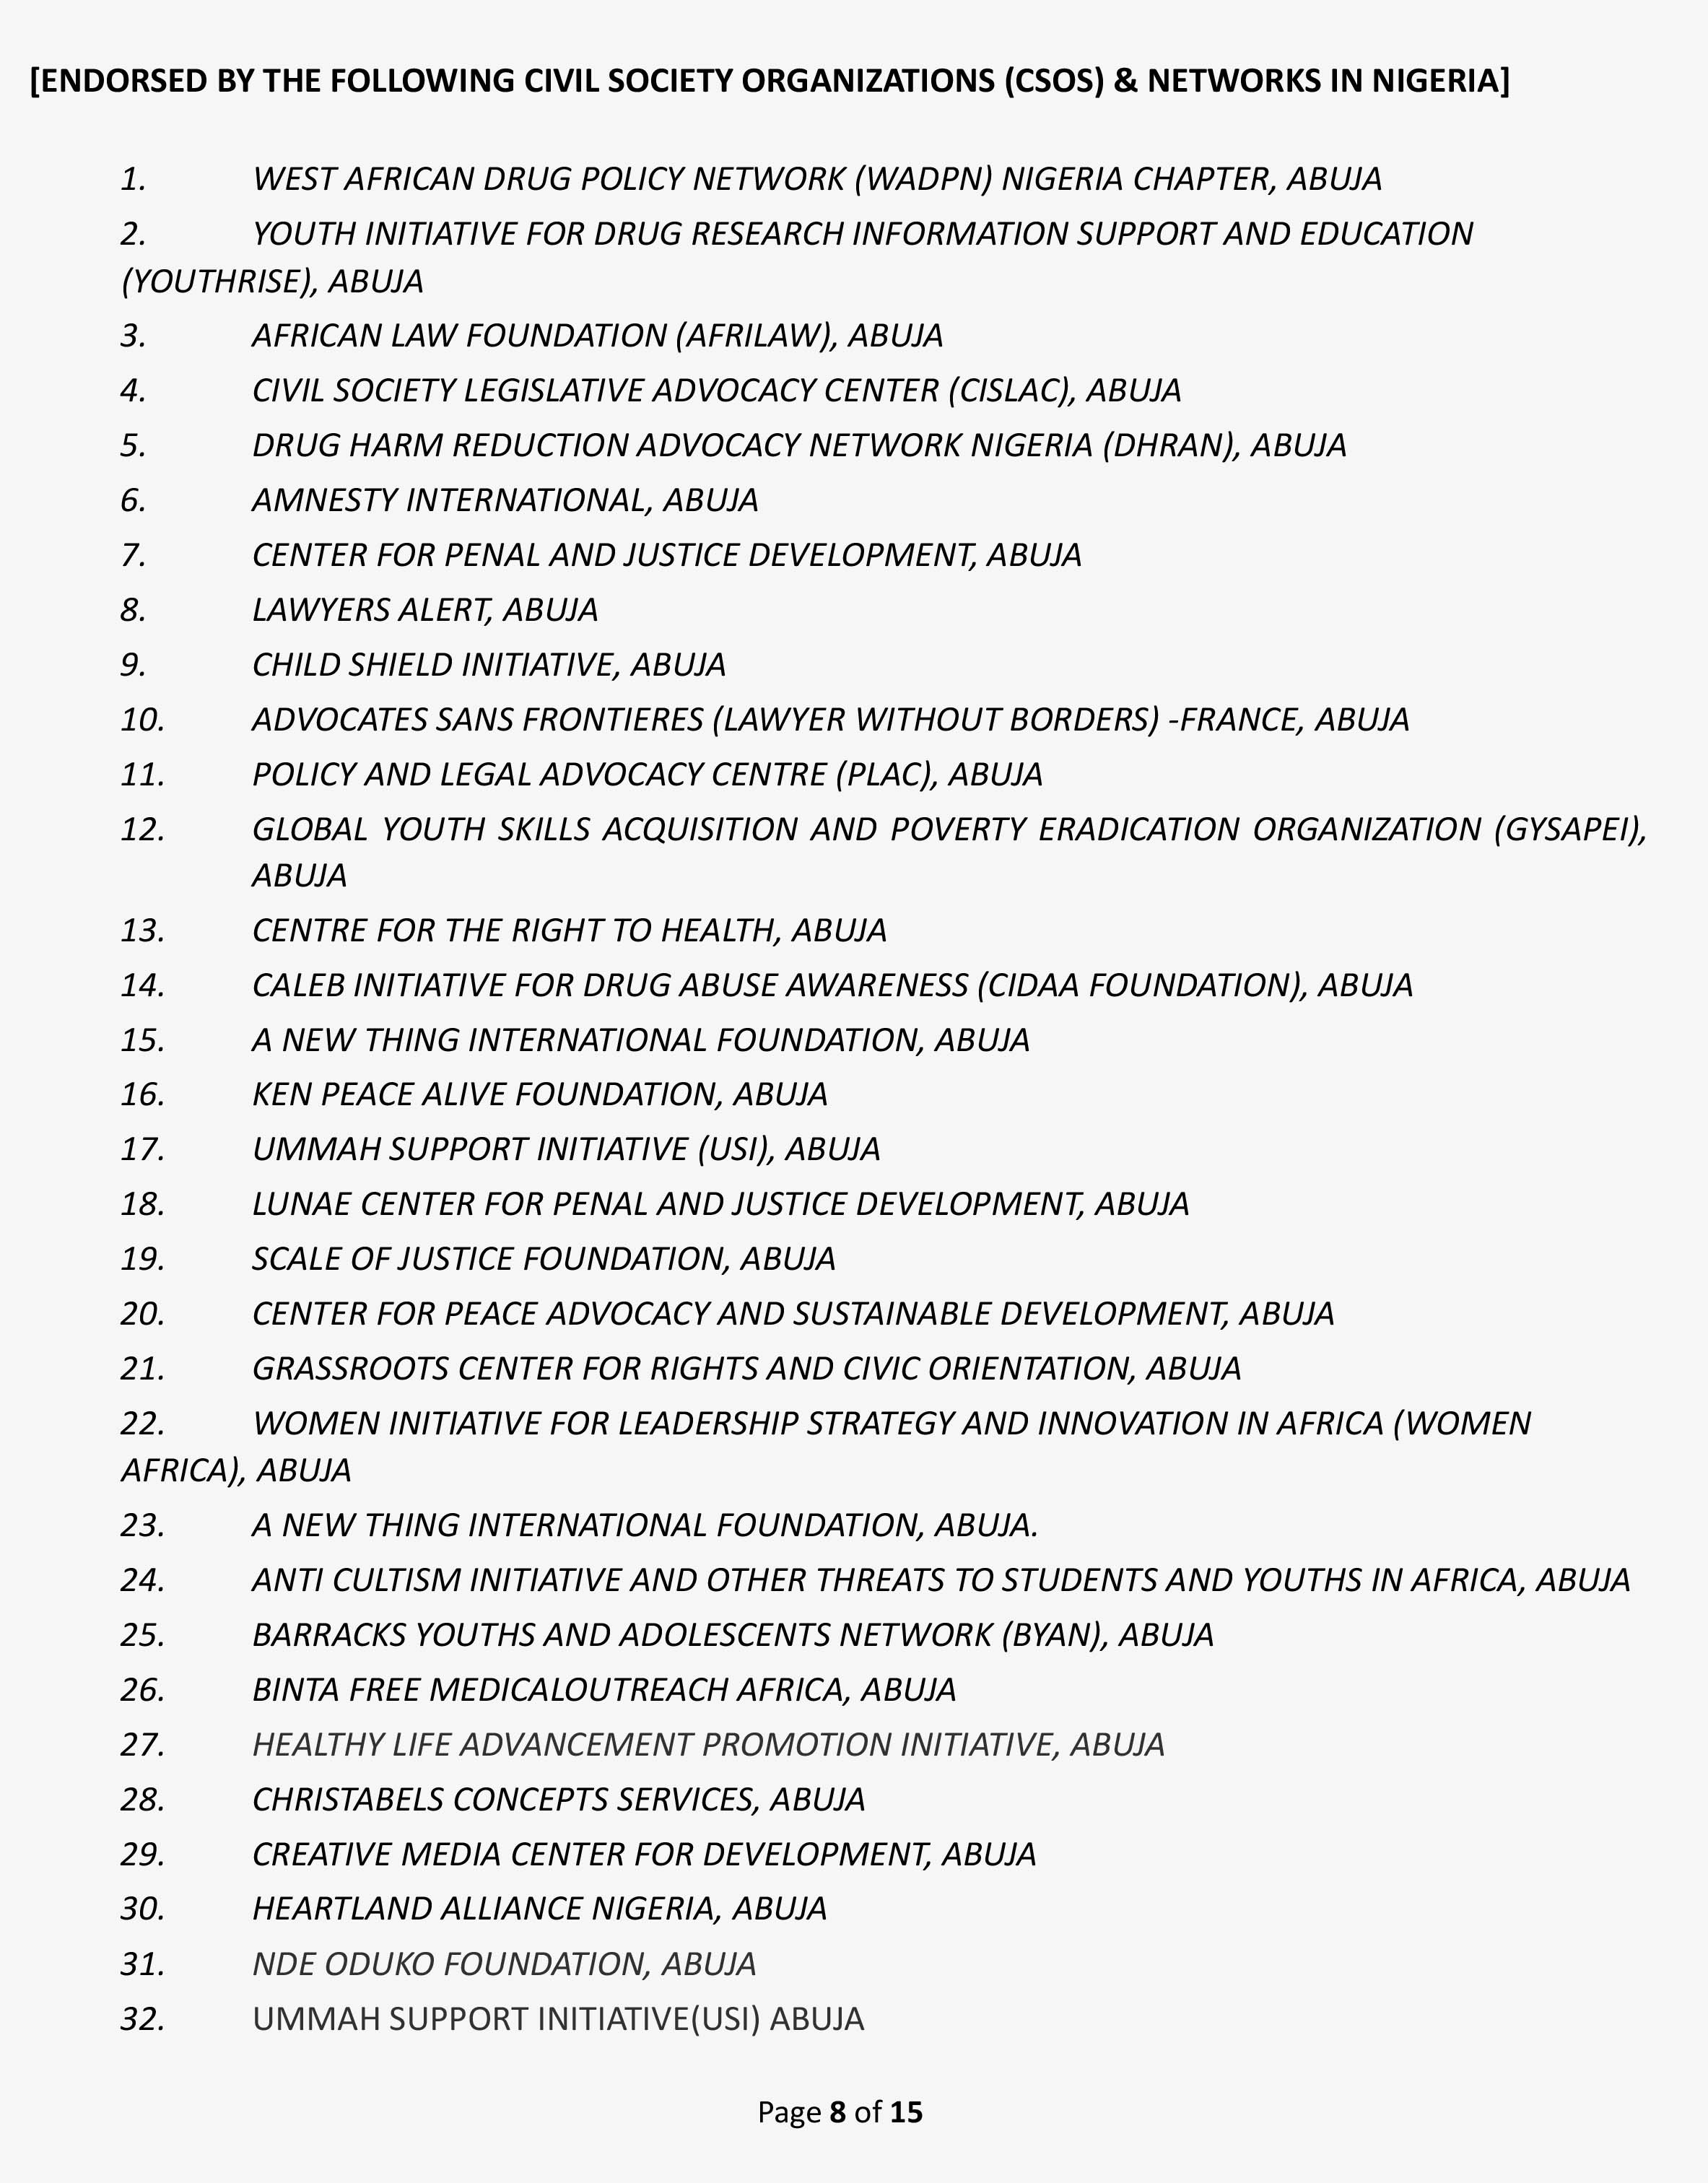 [ENDORSED BY THE FOLLOWING CIVIL SOCIETY ORGANIZATIONS (CSOS) & NETWORKS IN NIGERIA]
1. WEST AFRICAN DRUG POLICY NETWORK (WADPN) NIGERIA CHAPTER, ABUJA
2. YOUTH INITIATIVE FOR DRUG RESEARCH INFORMATION SUPPORT AND EDUCATION
(YOUTHRISE), ABUJA
3. AFRICAN LAW FOUNDATION (AFRILAW), ABUJA
4. CIVIL SOCIETY LEGISLATIVE ADVOCACY CENTER (CISLAC), ABUJA
5. DRUG HARM REDUCTION ADVOCACY NETWORK NIGERIA (DHRAN), ABUJA
6. AMNESTY INTERNATIONAL, ABUJA
7. CENTER FOR PENAL AND JUSTICE DEVELOPMENT, ABUJA
8. LAWYERS ALERT, ABUJA
9. CHILD SHIELD INITIATIVE, ABUJA
10. ADVOCATES SANS FRONTIERES (LAWYER WITHOUT BORDERS) -FRANCE, ABUJA
11. POLICY AND LEGAL ADVOCACY CENTRE (PLAC), ABUJA
12. GLOBAL YOUTH SKILLS ACQUISITION AND POVERTY ERADICATION ORGANIZATION (GYSAPEI),
ABUJA
13. CENTRE FOR THE RIGHT TO HEALTH, ABUJA
14. CALEB INITIATIVE FOR DRUG ABUSE AWARENESS (CIDAA FOUNDATION), ABUJA
15. A NEW THING INTERNATIONAL FOUNDATION, ABUJA
16. KEN PEACE ALIVE FOUNDATION, ABUJA
17. UMMAH SUPPORT INITIATIVE (USI), ABUJA
18. LUNAE CENTER FOR PENAL AND JUSTICE DEVELOPMENT, ABUJA
19. SCALE OF JUSTICE FOUNDATION, ABUJA
20. CENTER FOR PEACE ADVOCACY AND SUSTAINABLE DEVELOPMENT, ABUJA
21. GRASSROOTS CENTER FOR RIGHTS AND CIVIC ORIENTATION, ABUJA
22. WOMEN INITIATIVE FOR LEADERSHIP STRATEGY AND INNOVATION IN AFRICA (WOMEN
AFRICA), ABUJA
23. A NEW THING INTERNATIONAL FOUNDATION, ABUJA.
24. ANTI CULTISM INITIATIVE AND OTHER THREATS TO STUDENTS AND YOUTHS IN AFRICA, ABUJA
25. BARRACKS YOUTHS AND ADOLESCENTS NETWORK (BYAN), ABUJA
26. BINTA FREE MEDICALOUTREACH AFRICA, ABUJA
27. HEALTHY LIFE ADVANCEMENT PROMOTION INITIATIVE, ABUJA
28. CHRISTABELS CONCEPTS SERVICES, ABUJA
29. CREATIVE MEDIA CENTER FOR DEVELOPMENT, ABUJA
30. HEARTLAND ALLIANCE NIGERIA, ABUJA
31. NDE ODUKO FOUNDATION, ABUJA
32. UMMAH SUPPORT INITIATIVE(USI) ABUJA
Page 8 of 15